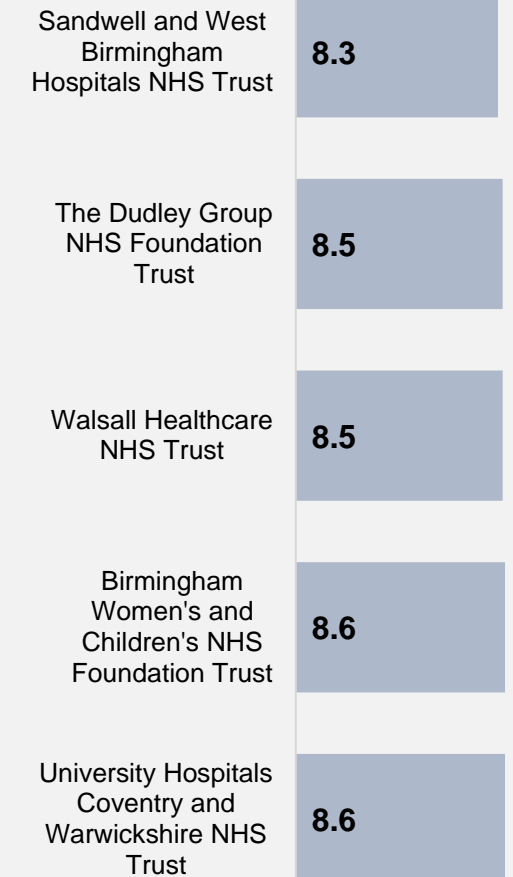 Sandwell and West
Birmingham
Hospitals NHS Trust
8.3
The Dudley Group
NHS Foundation
Trust
8.5
Walsall Healthcare
NHS Trust
8.5
Birmingham
Women's and
Children's NHS
Foundation Trust
8.6
University Hospitals
Coventry and
Warwickshire NHS
Trust
8.6